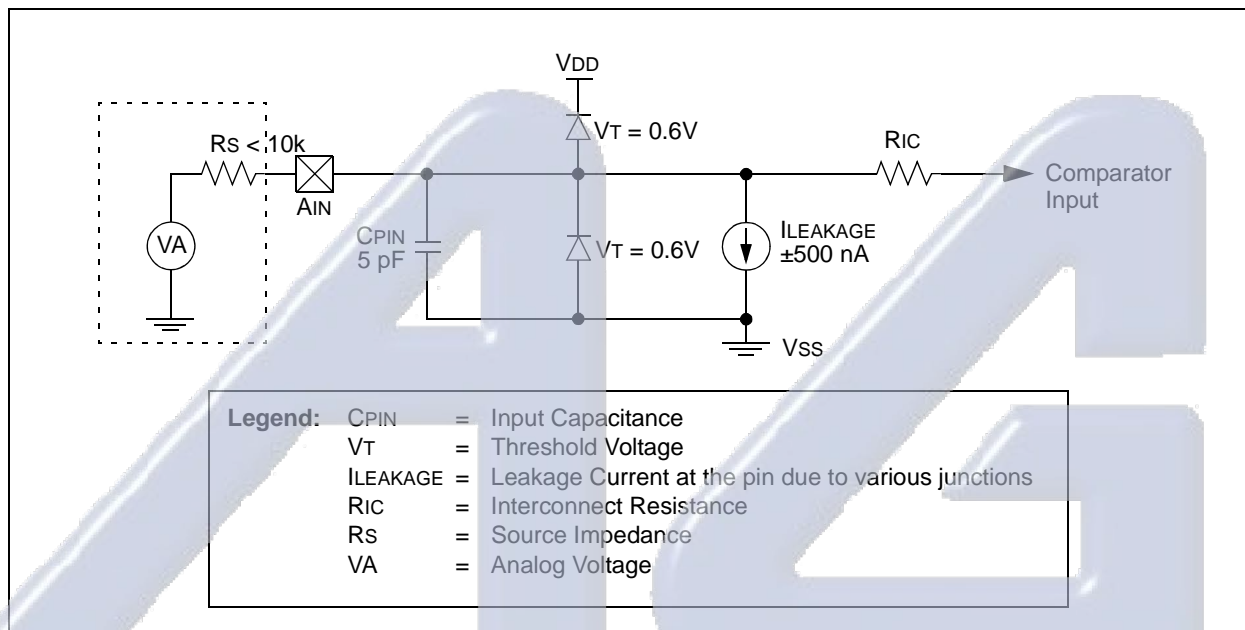 VDD
VT = 0.6V
RS < 10k
RIC
AIN
Comparator
Input
VA
CPIN
5 pF
VT = 0.6V
ILEAKAGE
±500 nA
VSS
Legend: CPIN = Input Capacitance
VT = Threshold Voltage
ILEAKAGE = Leakage Current at the pin due to various junctions
RIC = Interconnect Resistance
RS = Source Impedance
VA = Analog Voltage